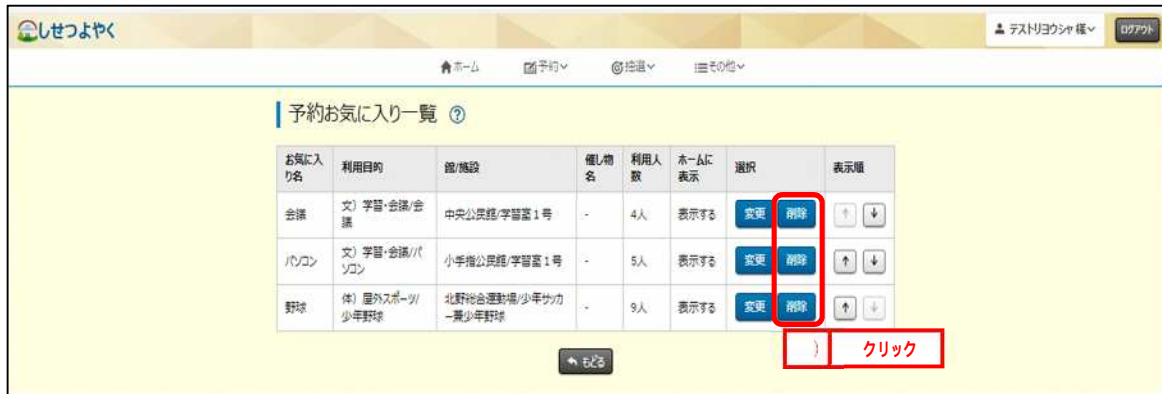 しせつよやく
テストリヨウシャ 様
ログアウト
ホーム 予約 抽選 その他
予約お気に入り一覧 ?
お気に入り名 利用目的 館/施設 催し物名 利用人数 ホームに表示 選択 表示順
会議 文）学習・会議/会議 中央公民館/学習室１号 - 4人 表示する 変更 削除 ↑ ↓
パソコン 文）学習・会議/パソコン 小手指公民館/学習室１号 - 5人 表示する 変更 削除 ↑ ↓
野球 体）屋外スポーツ/少年野球 北野総合運動場/少年サッカー兼少年野球 - 9人 表示する 変更 削除 ↑ ↓
） クリック
もどる